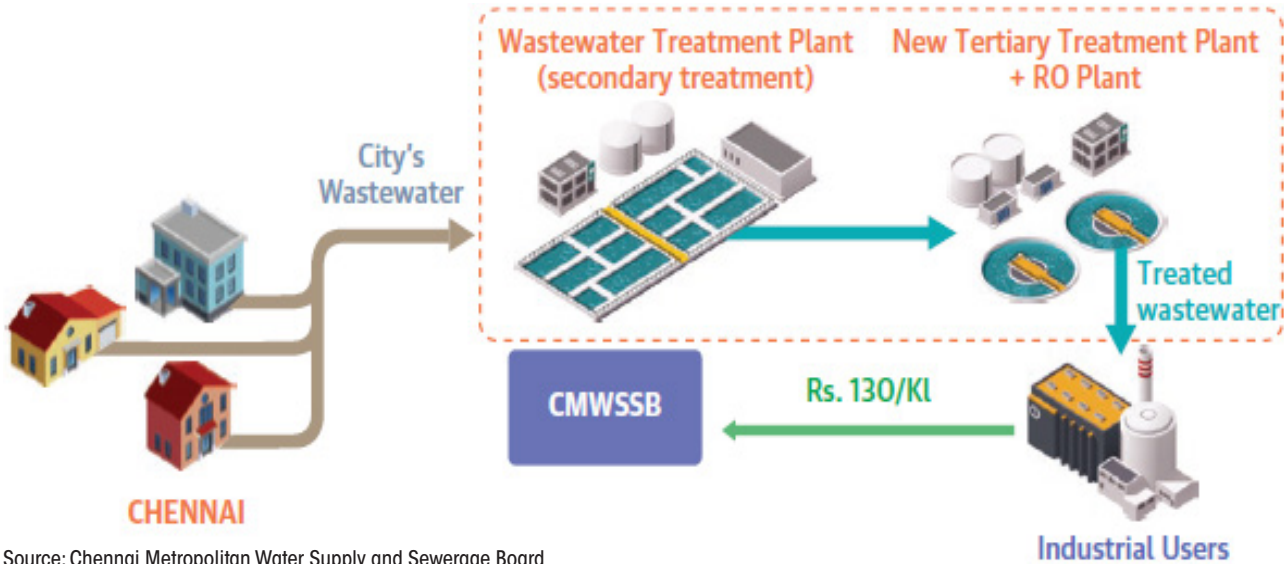 Wastewater Treatment Plant
(secondary treatment)
New Tertiary Treatment Plant
+ RO Plant
City's
Wastewater
Treated
wastewater
CMWSSB
Rs. 130/Kl
CHENNAI
Industrial Users
Source: Chennai Metropolitan Water Supply and Sewerage Board